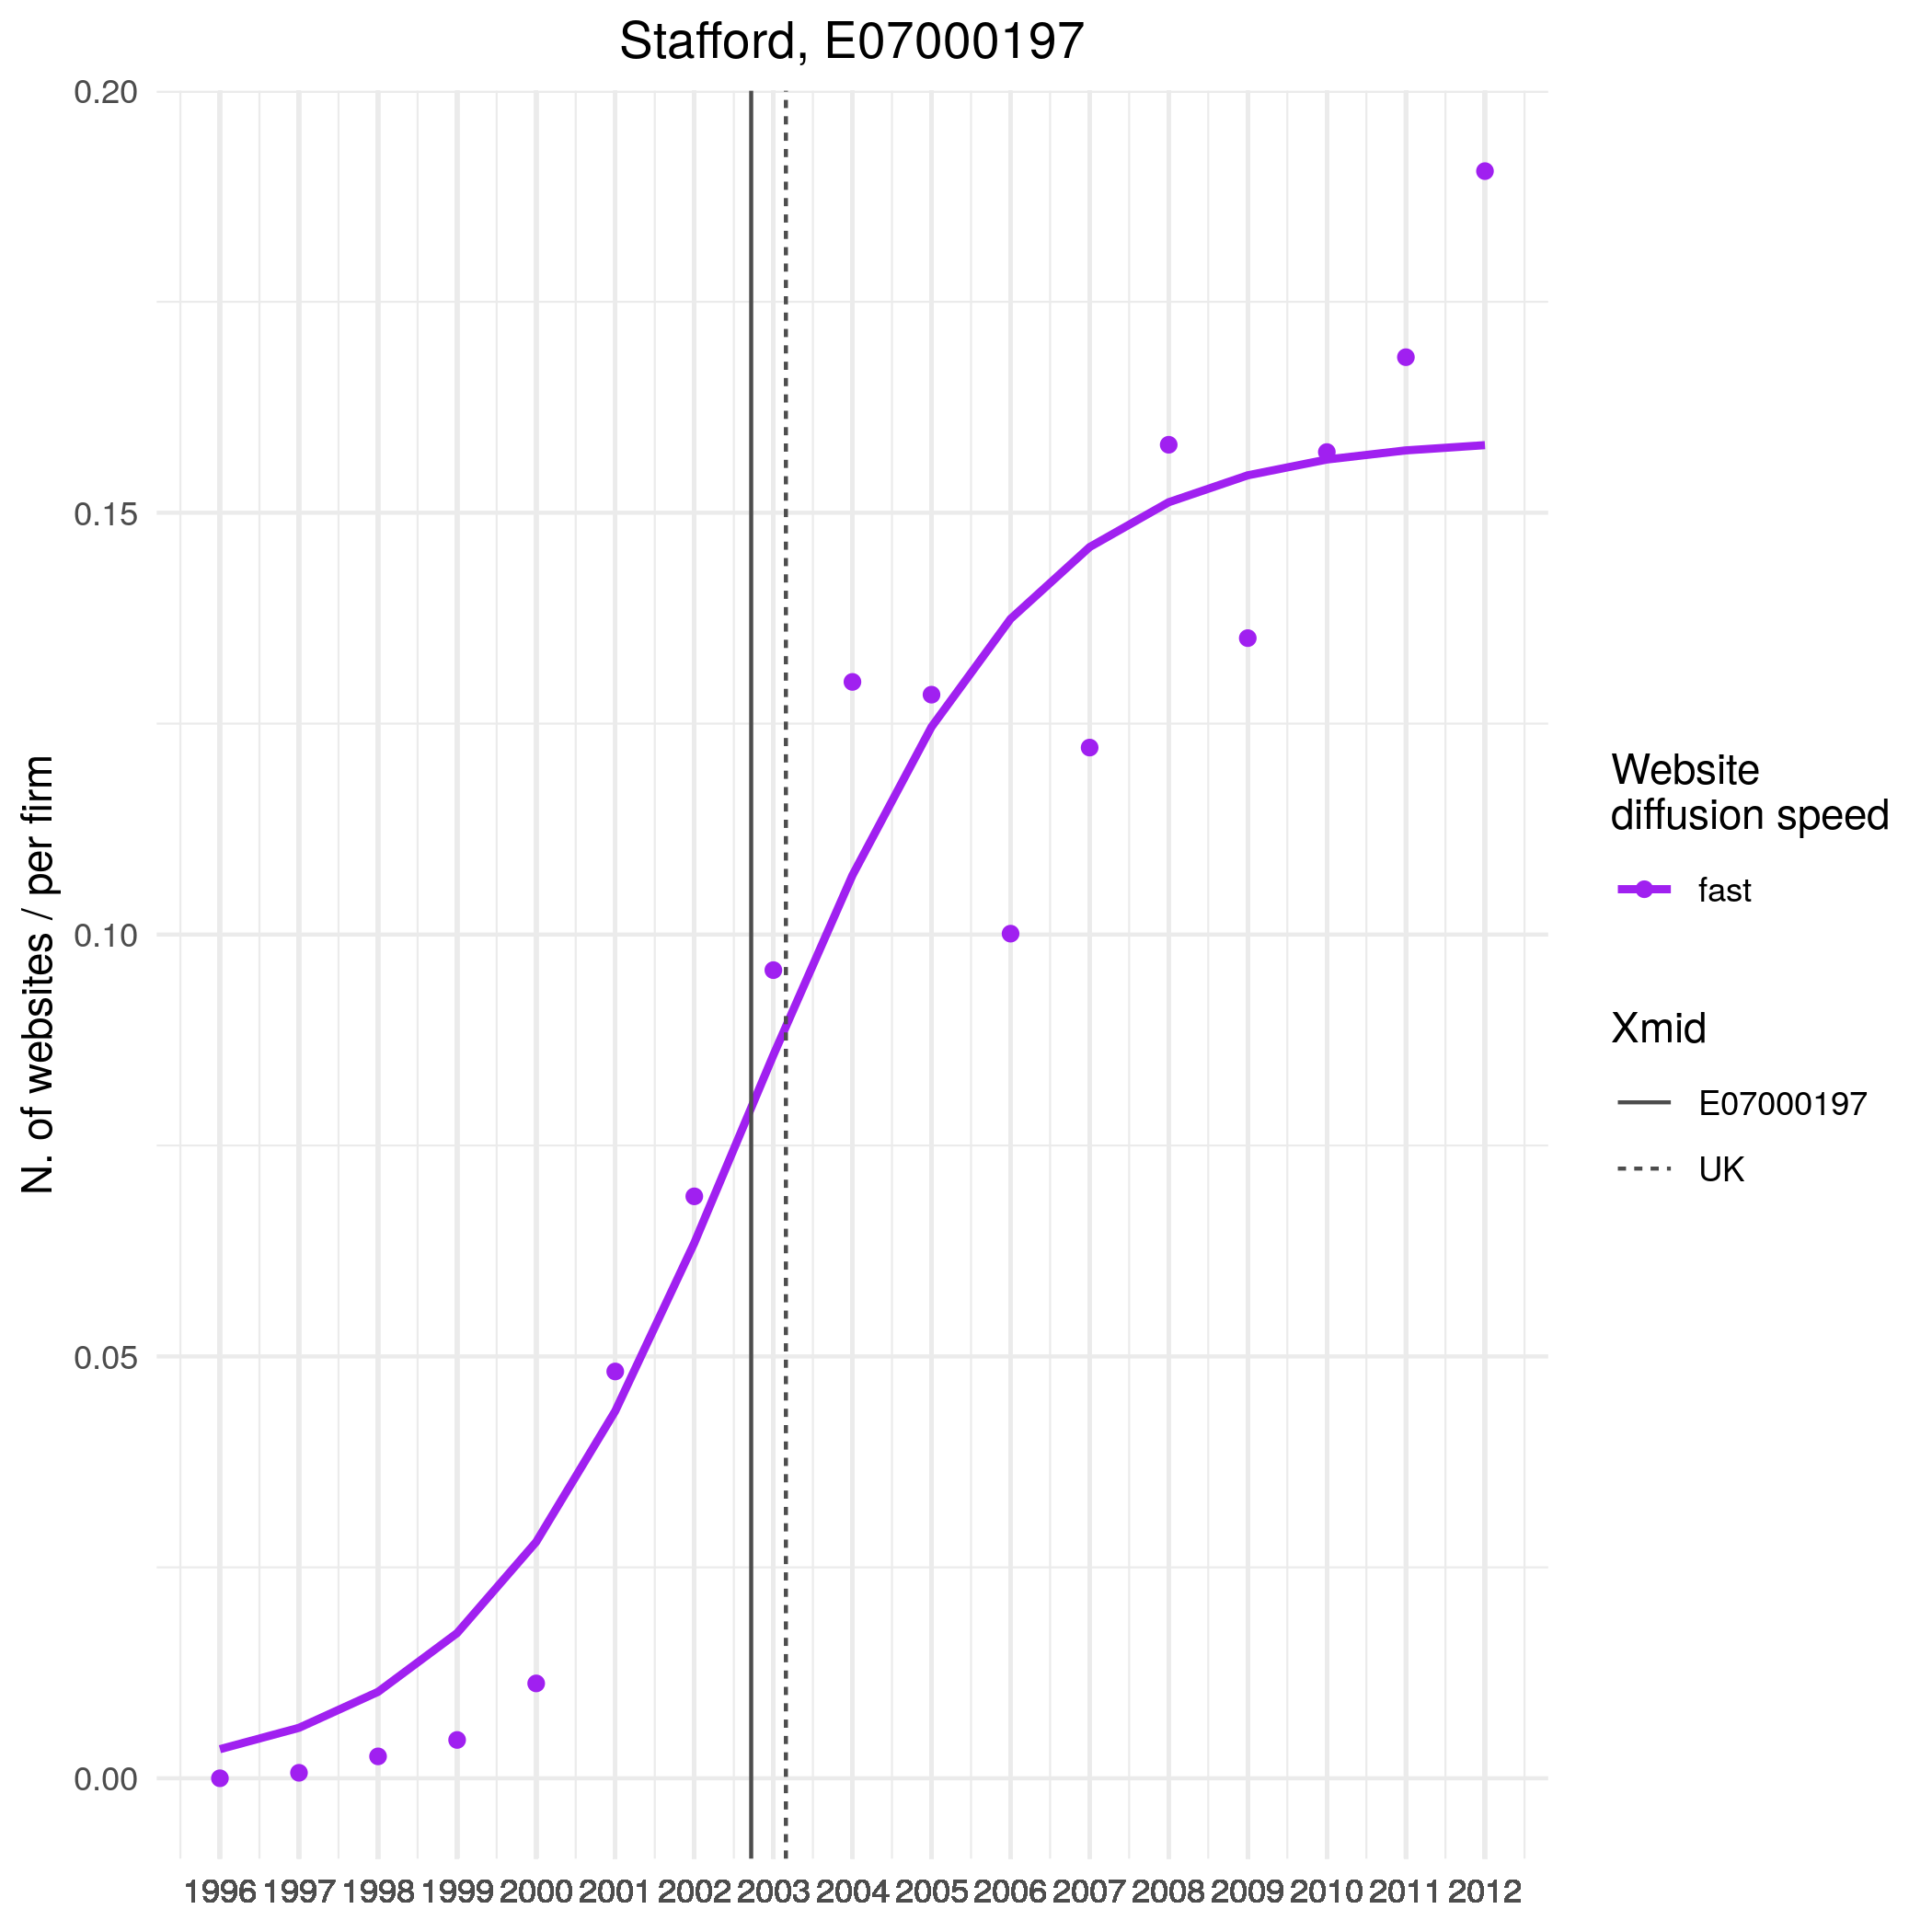 Stafford, E07000197
0.20
0.15
0.10
0.05
0.00
N. of websites / per firm
1996 1997 1998 1999 2000 2001 2002 2003 2004 2005 2006 2007 2008 2009 2010 2011 2012
Website
diffusion speed
fast
Xmid
E07000197
UK